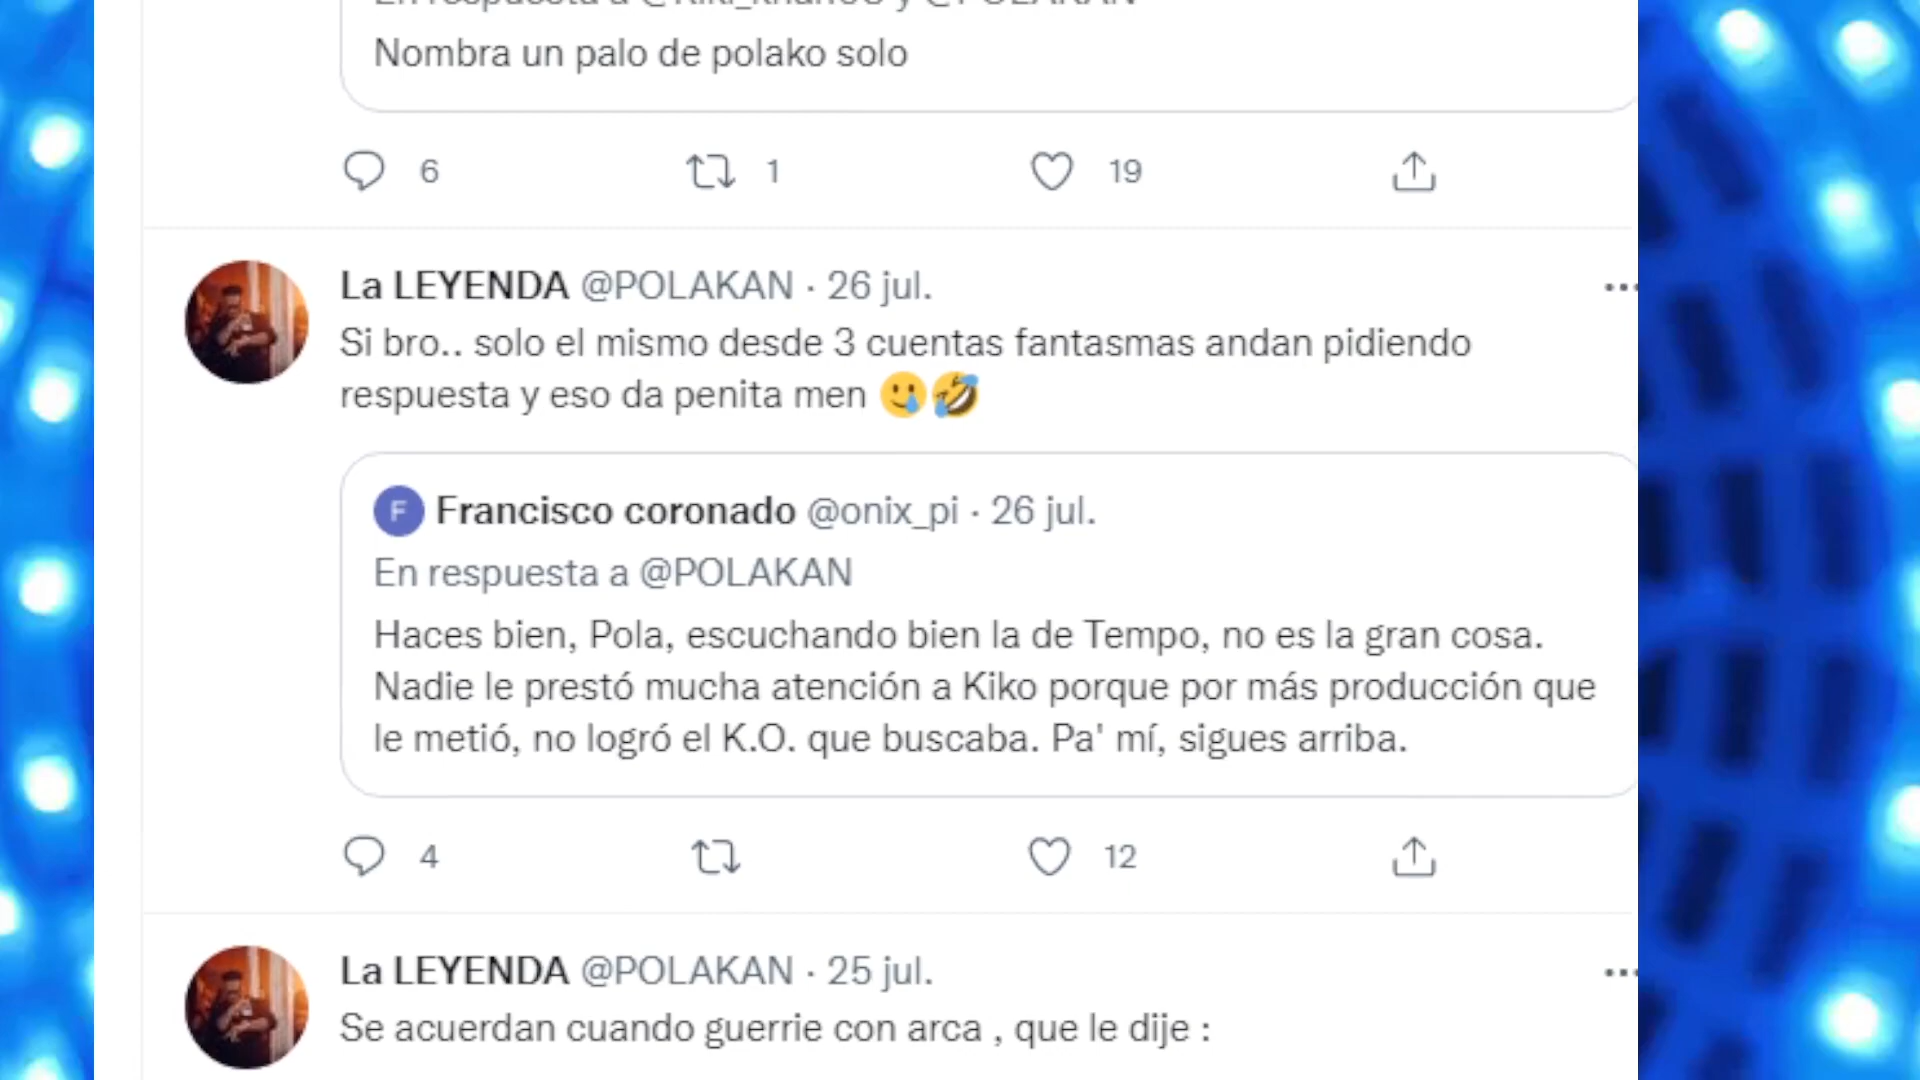 En respuesta a @Kiki_khan00 y @POLAKAN
Nombra un palo de polako solo
6 1 19
La LEYENDA @POLAKAN · 26 jul.
Si bro.. solo el mismo desde 3 cuentas fantasmas andan pidiendo
respuesta y eso da penita men 🥲🤣
F Francisco coronado @onix_pi · 26 jul.
En respuesta a @POLAKAN
Haces bien, Pola, escuchando bien la de Tempo, no es la gran cosa.
Nadie le prestó mucha atención a Kiko porque por más producción que
le metió, no logró el K.O. que buscaba. Pa' mí, sigues arriba.
4 12
La LEYENDA @POLAKAN · 25 jul.
Se acuerdan cuando guerrie con arca , que le dije :